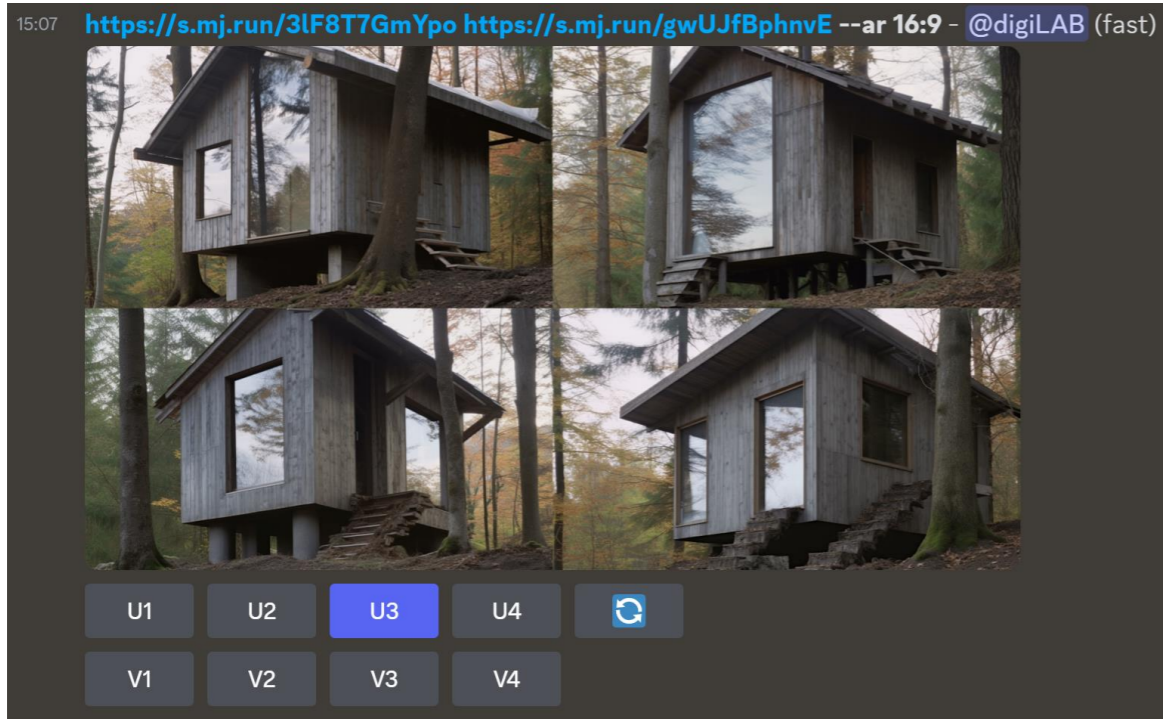 15:07 https://s.mj.run/3lF8T7GmYpo https://s.mj.run/gwUJfBphnvE --ar 16:9 - @digiLAB (fast)
U1 U2 U3 U4
V1 V2 V3 V4